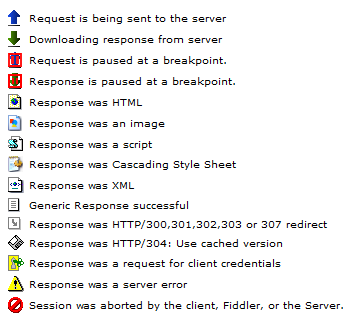 Request is being sent to the server
Downloading response from server
Request is paused at a breakpoint.
Response is paused at a breakpoint.
Response was HTML
Response was an image
Response was a script
Response was Cascading Style Sheet
Response was XML
Generic Response successful
Response was HTTP/300,301,302,303 or 307 redirect
Response was HTTP/304: Use cached version
Response was a request for client credentials
Response was a server error
Session was aborted by the client, Fiddler, or the Server.